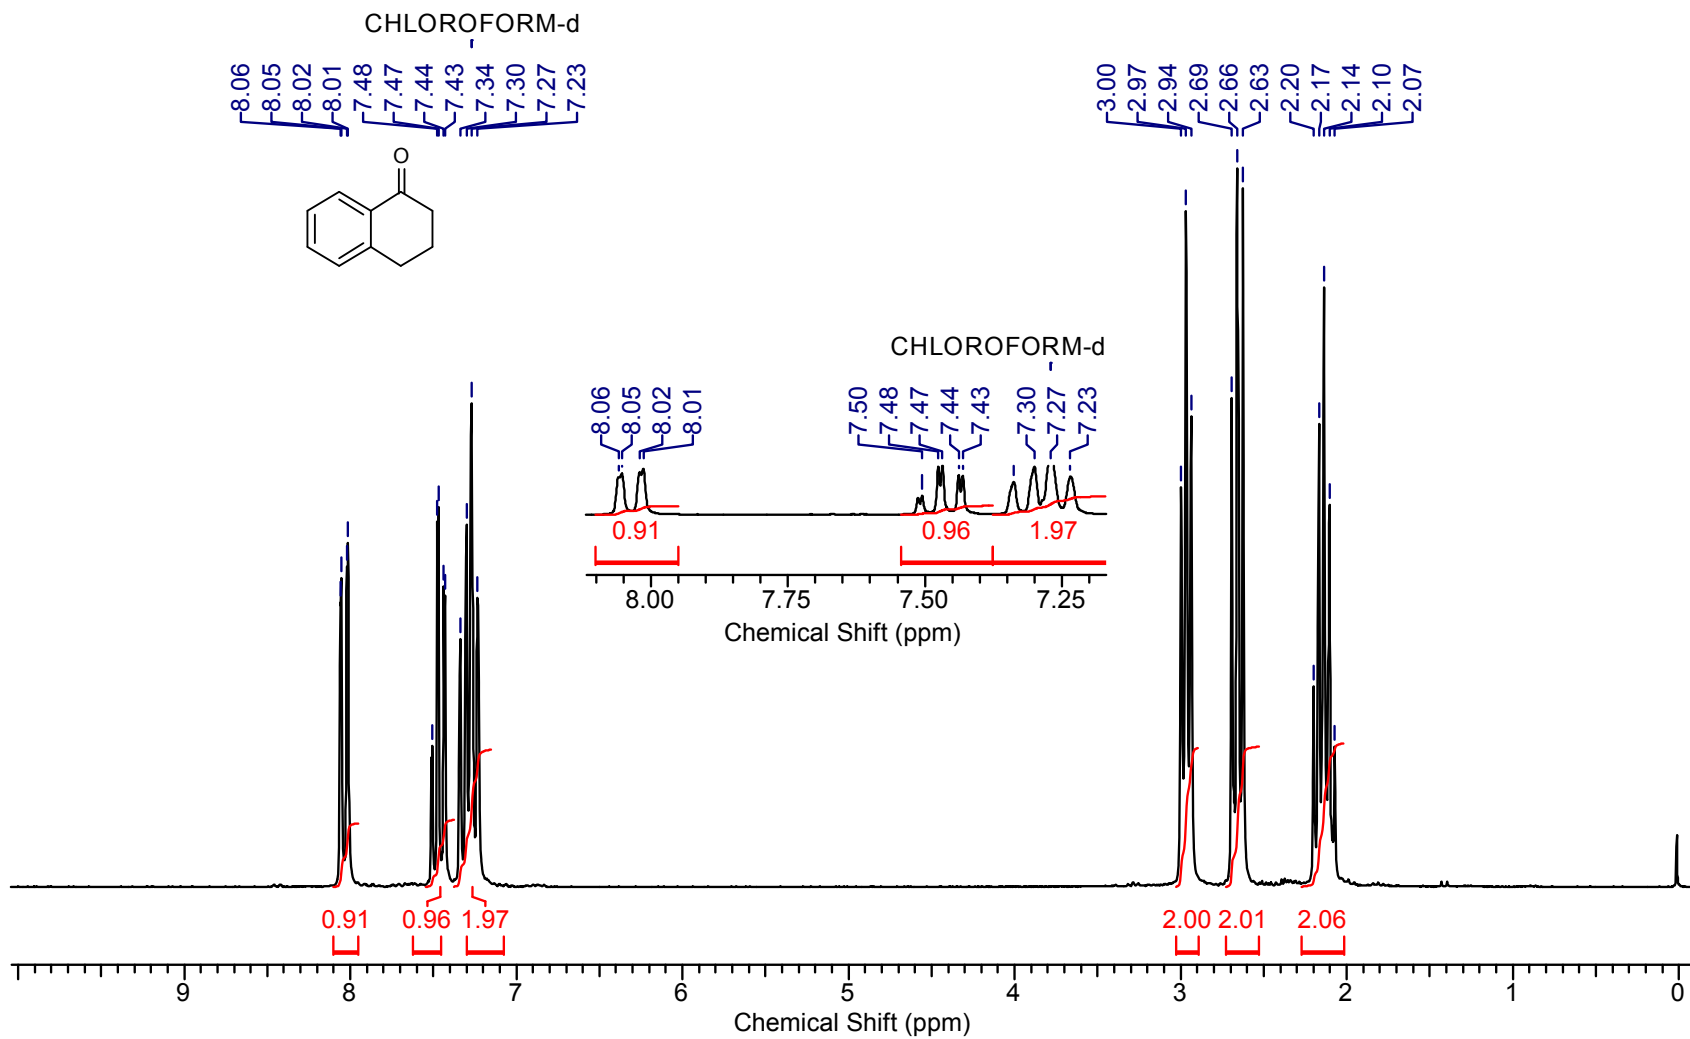 CHLOROFORM-d
8.06 8.05 8.02 8.01 7.48 7.47 7.44 7.43 7.34 7.30 7.27 7.23
3.00 2.97 2.94 2.69 2.66 2.63 2.20 2.17 2.14 2.10 2.07
O
CHLOROFORM-d
8.06 8.05 8.02 8.01 7.50 7.48 7.47 7.44 7.43 7.30 7.27 7.23
0.91 0.96 1.97
8.00 7.75 7.50 7.25
Chemical Shift (ppm)
0.91 0.96 1.97 2.00 2.01 2.06
9 8 7 6 5 4 3 2 1 0
Chemical Shift (ppm)